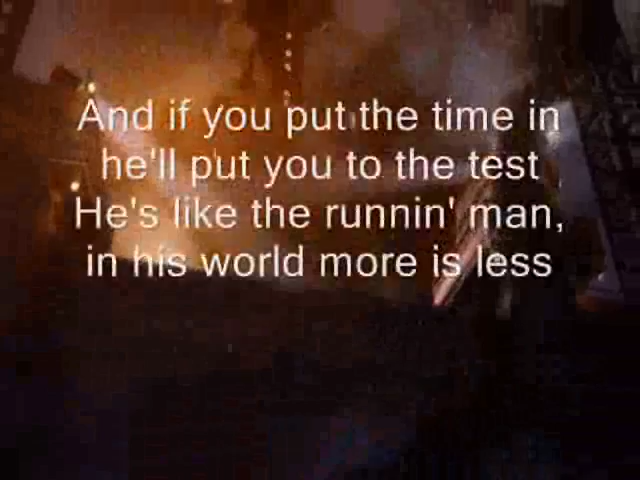 And if you put the time in
he'll put you to the test
He's like the runnin' man,
in his world more is less